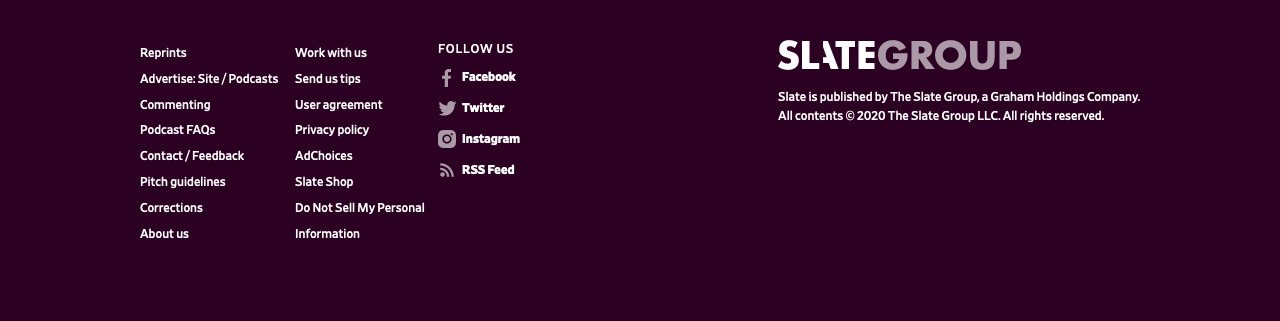 Reprints
Advertise: Site / Podcasts
Commenting
Podcast FAQs
Contact / Feedback
Pitch guidelines
Corrections
About us
Work with us
Send us tips
User agreement
Privacy policy
AdChoices
Slate Shop
Do Not Sell My Personal
Information
FOLLOW US
Facebook
Twitter
Instagram
RSS Feed
SLATEGROUP
Slate is published by The Slate Group, a Graham Holdings Company.
All contents © 2020 The Slate Group LLC. All rights reserved.